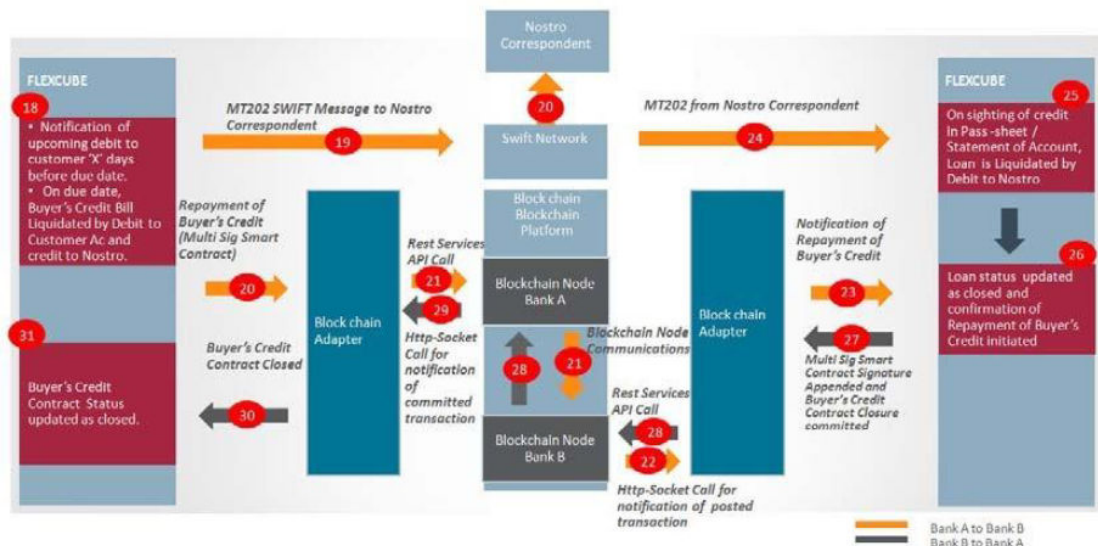 Nostro
Correspondent
20
Swift Network
Block chain
Blockchain
Platform
Blockchain Node
Bank A
28
21
Blockchain Node
Communications
Blockchain Node
Bank B
FLEXCUBE
18
• Notification of
upcoming debit to
customer 'X' days
before due date.
• On due date,
Buyer's Credit Bill
Liquidated by Debit to
Customer Ac and
credit to Nostro.
31
Buyer's Credit
Contract Status
updated as closed.
MT202 SWIFT Message to Nostro
Correspondent
19
Repayment of
Buyer's Credit
(Multi Sig Smart
Contract)
20
Buyer's Credit
Contract Closed
30
Block chain
Adapter
Rest Services
API Call
21
29
Http-Socket
Call for
notification
of
committed
transaction
MT202 from Nostro Correspondent
24
Rest Services
API Call
28
22
Http-Socket Call for
notification of posted
transaction
Block chain
Adapter
Notification of
Repayment of
Buyer's Credit
23
27
Multi Sig Smart
Contract Signature
Appended and
Buyer's Credit
Contract Closure
committed
FLEXCUBE
25
On sighting of credit
in Pass-sheet /
Statement of Account,
Loan is Liquidated by
Debit to Nostro
26
Loan status updated
as closed and
confirmation of
Repayment of Buyer's
Credit initiated
Bank A to Bank B
Bank B to Bank A